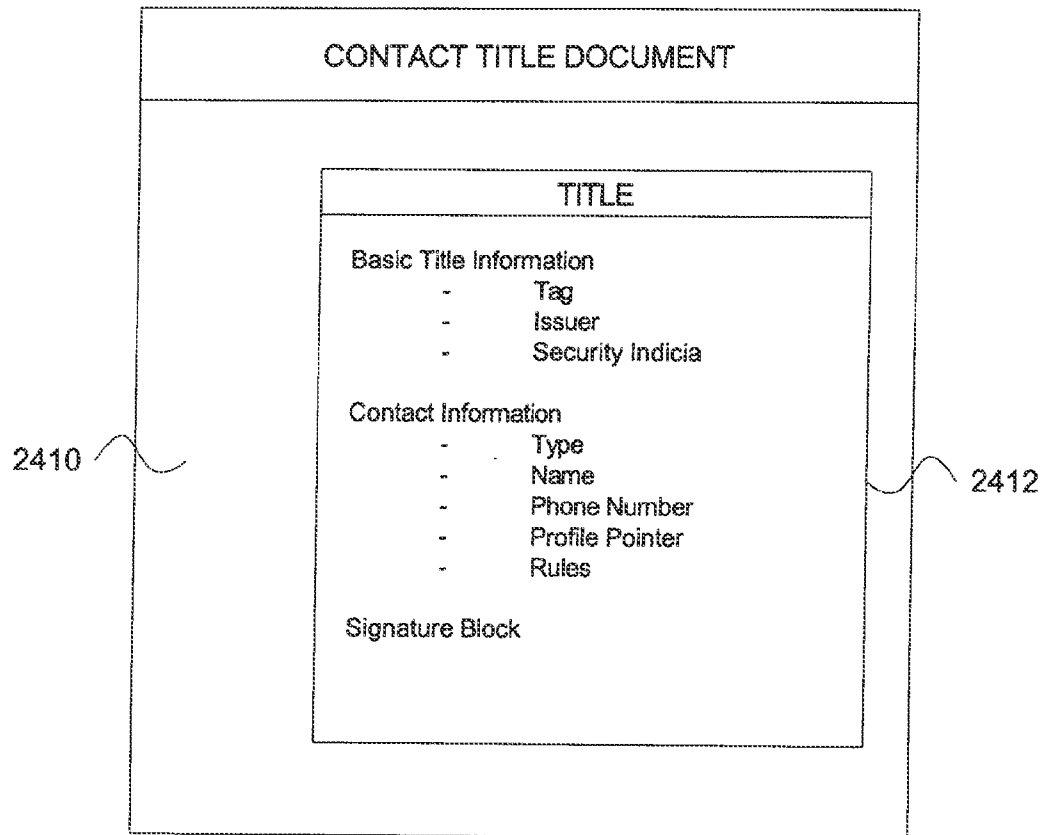 CONTACT TITLE DOCUMENT
TITLE
Basic Title Information
- Tag
- Issuer
- Security Indicia
Contact Information
- Type
- Name
- Phone Number
- Profile Pointer
- Rules
Signature Block
2410
2412